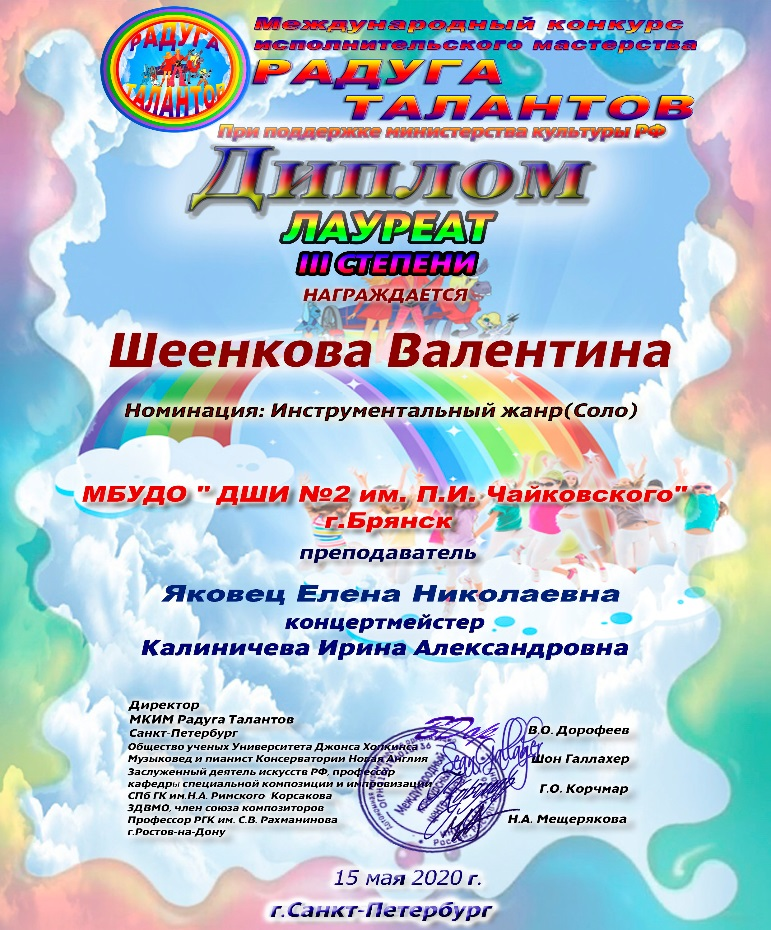 РАДУГА
ТАЛАНТОВ
Международный конкурс
исполнительского мастерства
РАДУГА
ТАЛАНТОВ
При поддержке министерства культуры РФ
Диплом
ЛАУРЕАТ
III СТЕПЕНИ
НАГРАЖДАЕТСЯ
Шеенкова Валентина
Номинация: Инструментальный жанр(Соло)
МБУДО " ДШИ №2 им. П.И. Чайковского"
г.Брянск
преподаватель
Яковец Елена Николаевна
концертмейстер
Калиничева Ирина Александровна
Директор
МКИМ Радуга Талантов
Санкт-Петербург
В.О. Дорофеев
Общество ученых Университета Джонса Хопкинса
Музыковед и пианист Консерватории Новая Англия
Шон Галлахер
Заслуженный деятель искусств РФ, профессор
кафедры специальной композиции и импровизации
СПб ГК им.Н.А. Римского Корсакова
Г.О. Корчмар
ЗДВМО, член союза композиторов
Профессор РГК им. С.В. Рахманинова
г.Ростов-на-Дону
Н.А. Мещерякова
15 мая 2020 г.
г.Санкт-Петербург